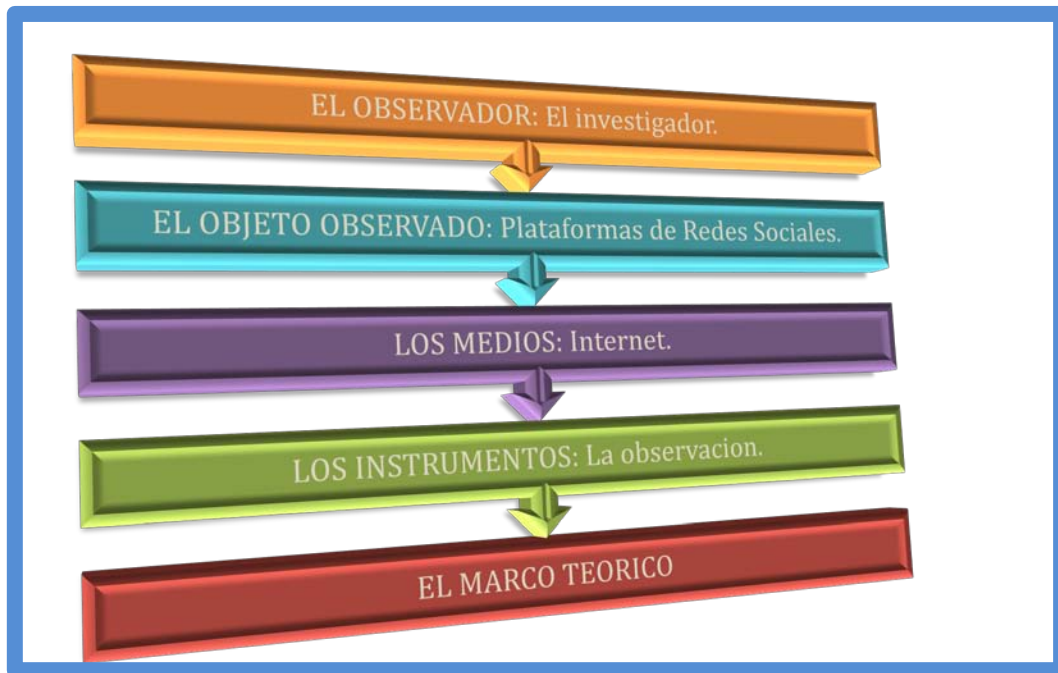 EL OBSERVADOR: El investigador.
EL OBJETO OBSERVADO: Plataformas de Redes Sociales.
LOS MEDIOS: Internet.
LOS INSTRUMENTOS: La observacion.
EL MARCO TEORICO